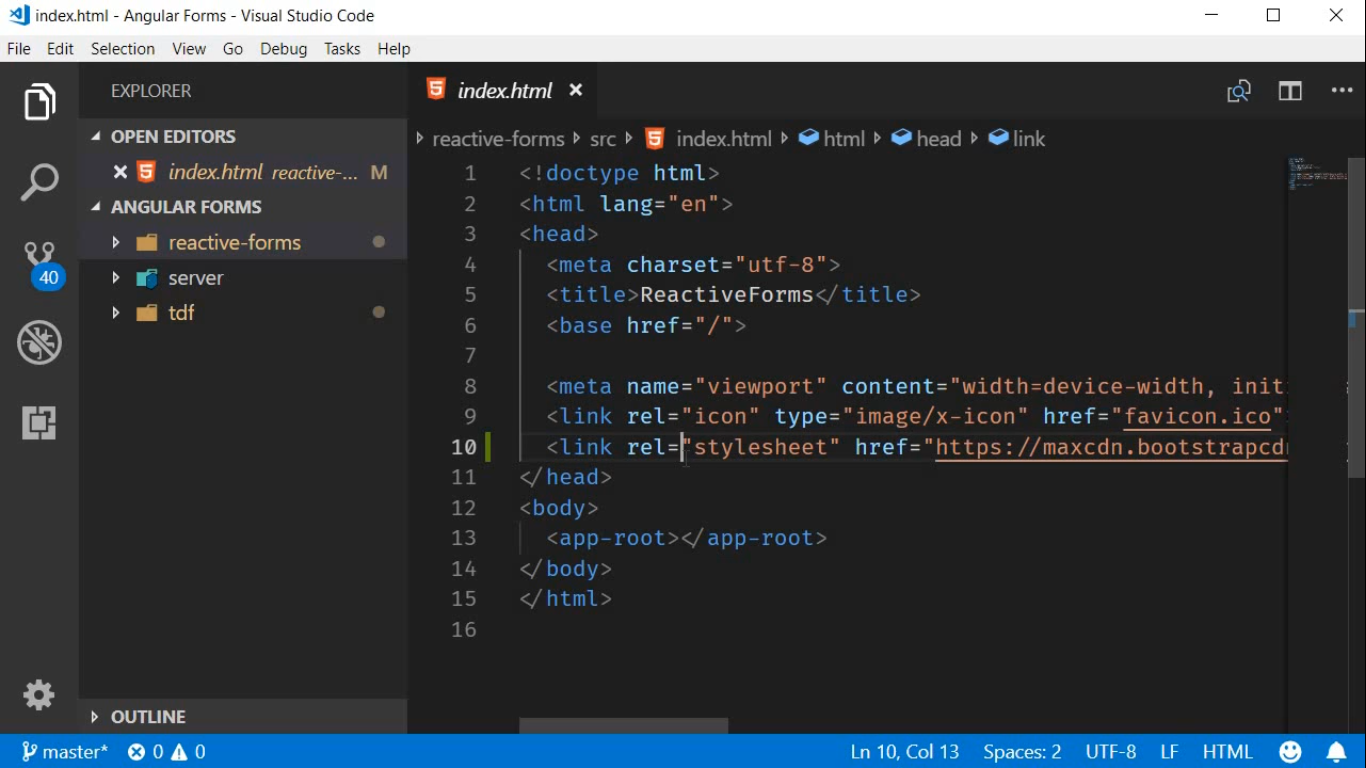 index.html - Angular Forms - Visual Studio Code
File Edit Selection View Go Debug Tasks Help
EXPLORER
OPEN EDITORS
index.html reactive-... M
ANGULAR FORMS
reactive-forms
server
tdf
40
OUTLINE
index.html
reactive-forms src index.html html head link
1 <!doctype html>
2 <html lang="en">
3 <head>
4 <meta charset="utf-8">
5 <title>ReactiveForms</title>
6 <base href="/">
7
8 <meta name="viewport" content="width=device-width, init
9 <link rel="icon" type="image/x-icon" href="favicon.ico"
10 <link rel="stylesheet" href="https://maxcdn.bootstrapcd
11 </head>
12 <body>
13 <app-root></app-root>
14 </body>
15 </html>
16
master* 0 0 Ln 10, Col 13 Spaces: 2 UTF-8 LF HTML